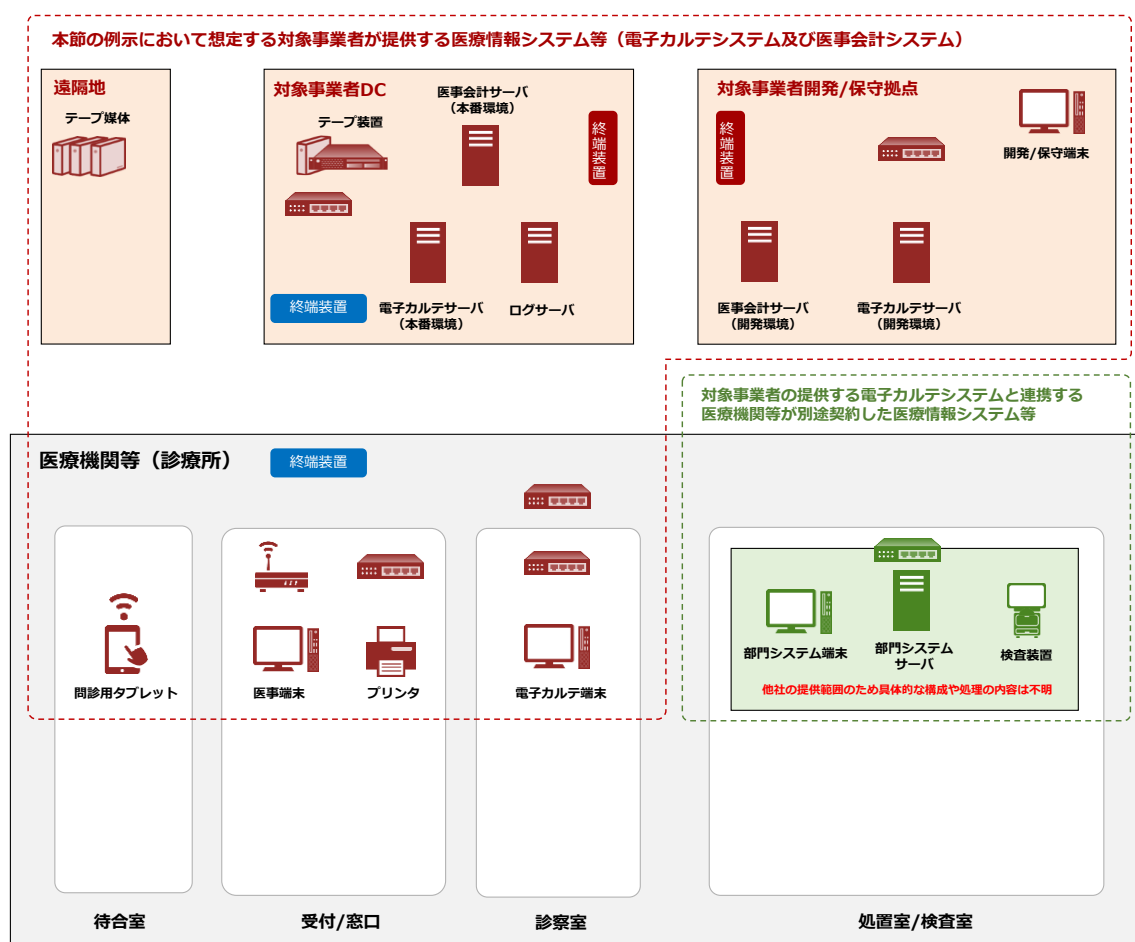 本節の例示において想定する対象事業者が提供する医療情報システム等（電子カルテシステム及び医事会計システム）
遠隔地
テープ媒体
対象事業者DC
テープ装置
医事会計サーバ
（本番環境）
終端装置
終端装置
電子カルテサーバ
（本番環境）
ログサーバ
対象事業者開発/保守拠点
終端装置
開発/保守端末
医事会計サーバ
（開発環境）
電子カルテサーバ
（開発環境）
対象事業者の提供する電子カルテシステムと連携する
医療機関等が別途契約した医療情報システム等
医療機関等（診療所）
終端装置
問診用タブレット
医事端末
プリンタ
電子カルテ端末
部門システム端末
部門システム
サーバ
検査装置
他社の提供範囲のため具体的な構成や処理の内容は不明
待合室
受付/窓口
診察室
処置室/検査室